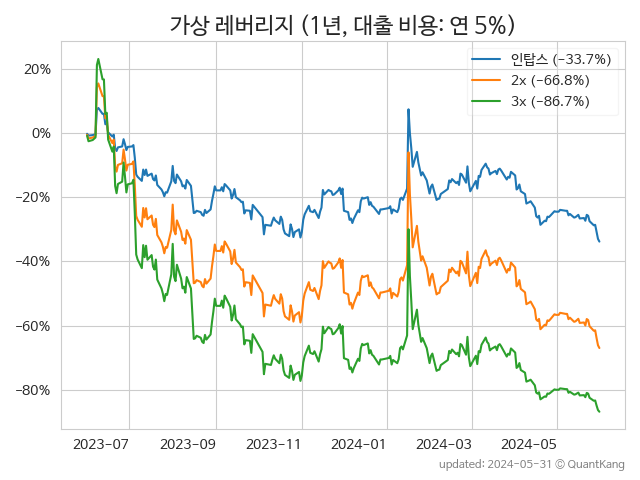 가상 레버리지 (1년, 대출 비용: 연 5%)
인탑스 (−33.7%)
2x (−66.8%)
3x (−86.7%)
20%
0%
−20%
−40%
−60%
−80%
2023-07 2023-09 2023-11 2024-01 2024-03 2024-05
updated: 2024-05-31 © QuantKang